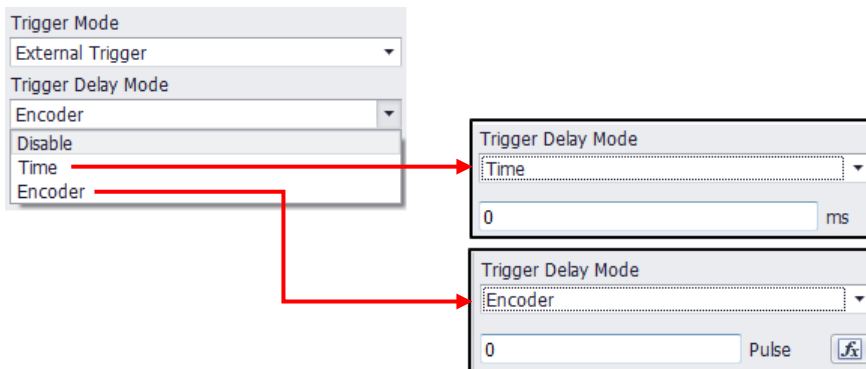 Trigger Mode
External Trigger
Trigger Delay Mode
Encoder
Disable
Time
Encoder
Trigger Delay Mode
Time
0 ms
Trigger Delay Mode
Encoder
0 Pulse fx